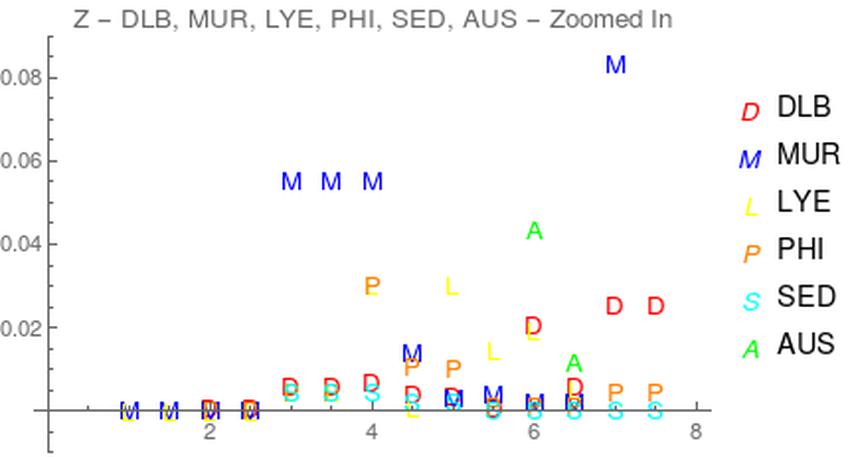 Z – DLB, MUR, LYE, PHI, SED, AUS – Zoomed In
0.08
0.06
0.04
0.02
2 4 6 8
M
M M M
A
P L
D D D
M
L
P P
A
D DLB
M MUR
L LYE
P PHI
S SED
A AUS